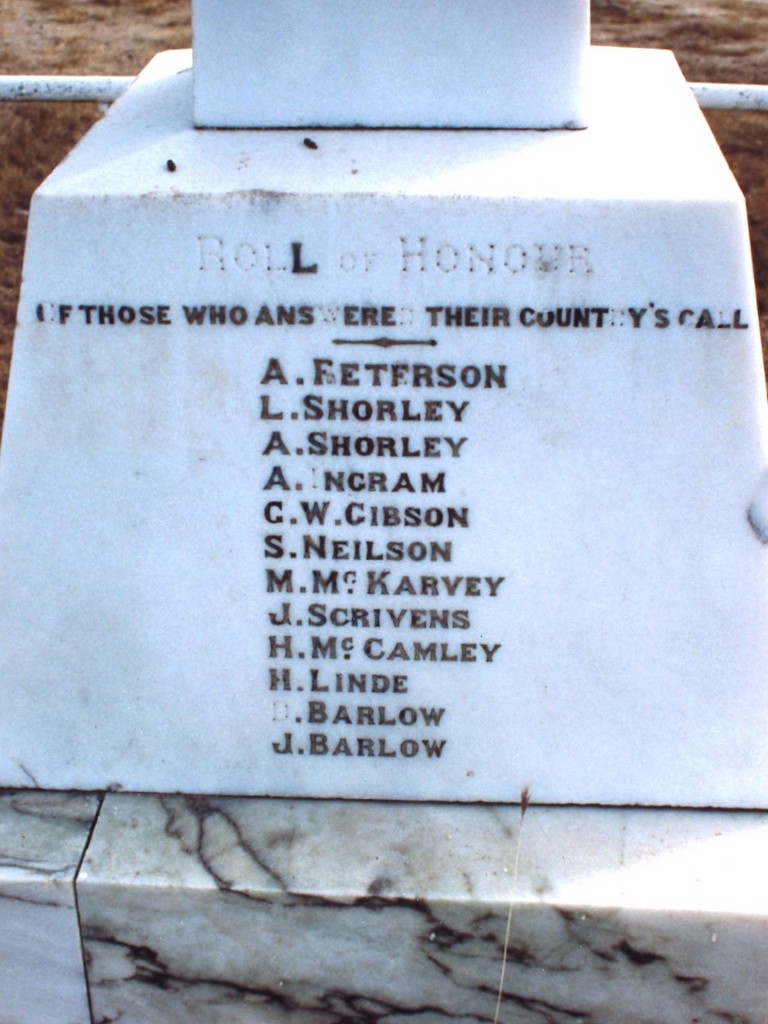 ROLL OF HONOUR
OF THOSE WHO ANSWERED THEIR COUNTRY'S CALL
A. PETERSON
L. SHORLEY
A. SHORLEY
A. INGRAM
G. W. GIBSON
S. NEILSON
M. Mc KARVEY
J. SCRIVENS
H. Mc CAMLEY
H. LINDE
D. BARLOW
J. BARLOW